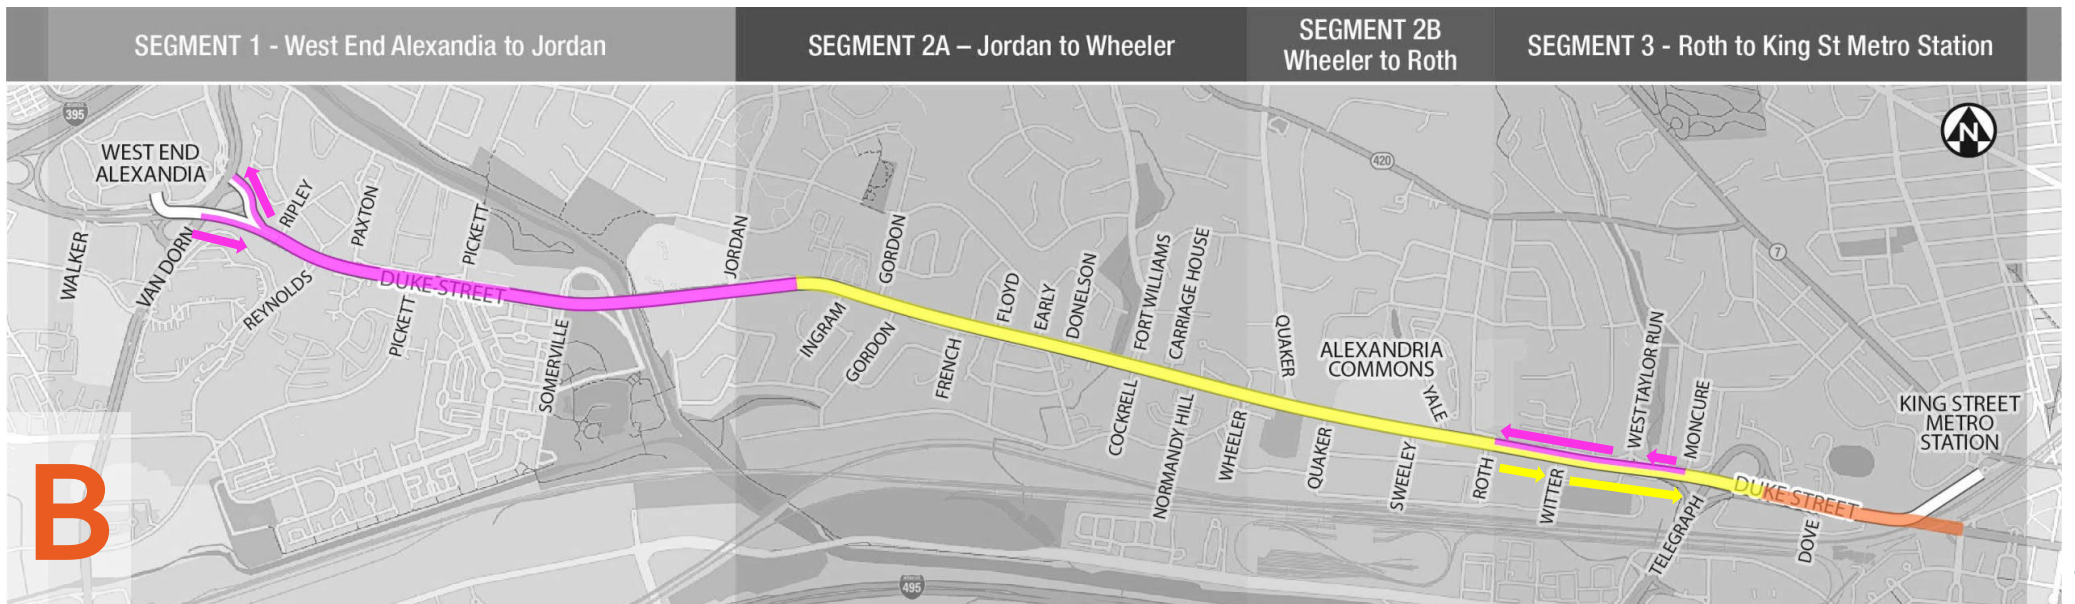 SEGMENT 1 - West End Alexandia to Jordan
SEGMENT 2A – Jordan to Wheeler
SEGMENT 2B
Wheeler to Roth
SEGMENT 3 - Roth to King St Metro Station
395
WEST END
ALEXANDIA
N
420
7
WALKER
VAN DORN
RIPLEY
REYNOLDS
PAXTON
PICKETT
DUKE STREET
PICKETT
SOMERVILLE
JORDAN
INGRAM
GORDON
GORDON
FRENCH
FLOYD
EARLY
DONELSON
FORT WILLIAMS
CARRIAGE HOUSE
COCKRELL
NORMANDY HILL
WHEELER
QUAKER
QUAKER
ALEXANDRIA
COMMONS
YALE
SWEELEY
ROTH
WITTER
WEST TAYLOR RUN
MONCURE
TELEGRAPH
DUKE STREET
DOVE
KING STREET
METRO
STATION
495
B